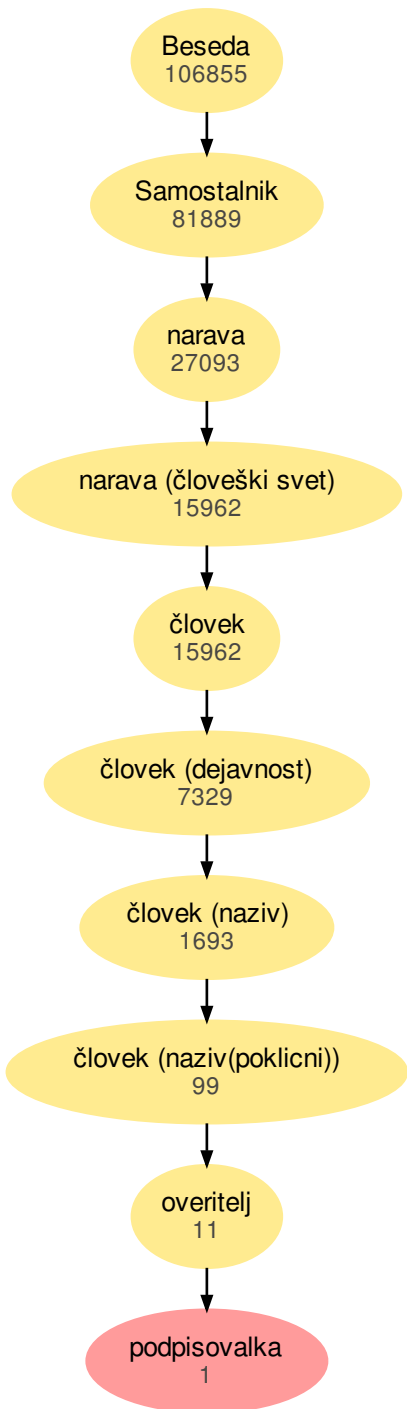 Beseda
106855
Samostalnik
81889
narava
27093
narava (človeški svet)
15962
človek
15962
človek (dejavnost)
7329
človek (naziv)
1693
človek (naziv(poklicni))
99
overitelj
11
podpisovalka
1